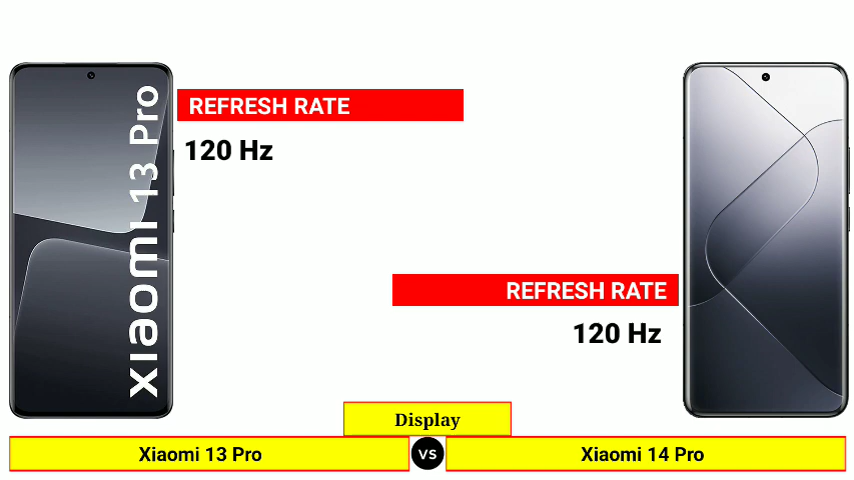 Xiaomi 13 Pro
REFRESH RATE
120 Hz
REFRESH RATE
120 Hz
Display
Xiaomi 13 Pro
VS
Xiaomi 14 Pro